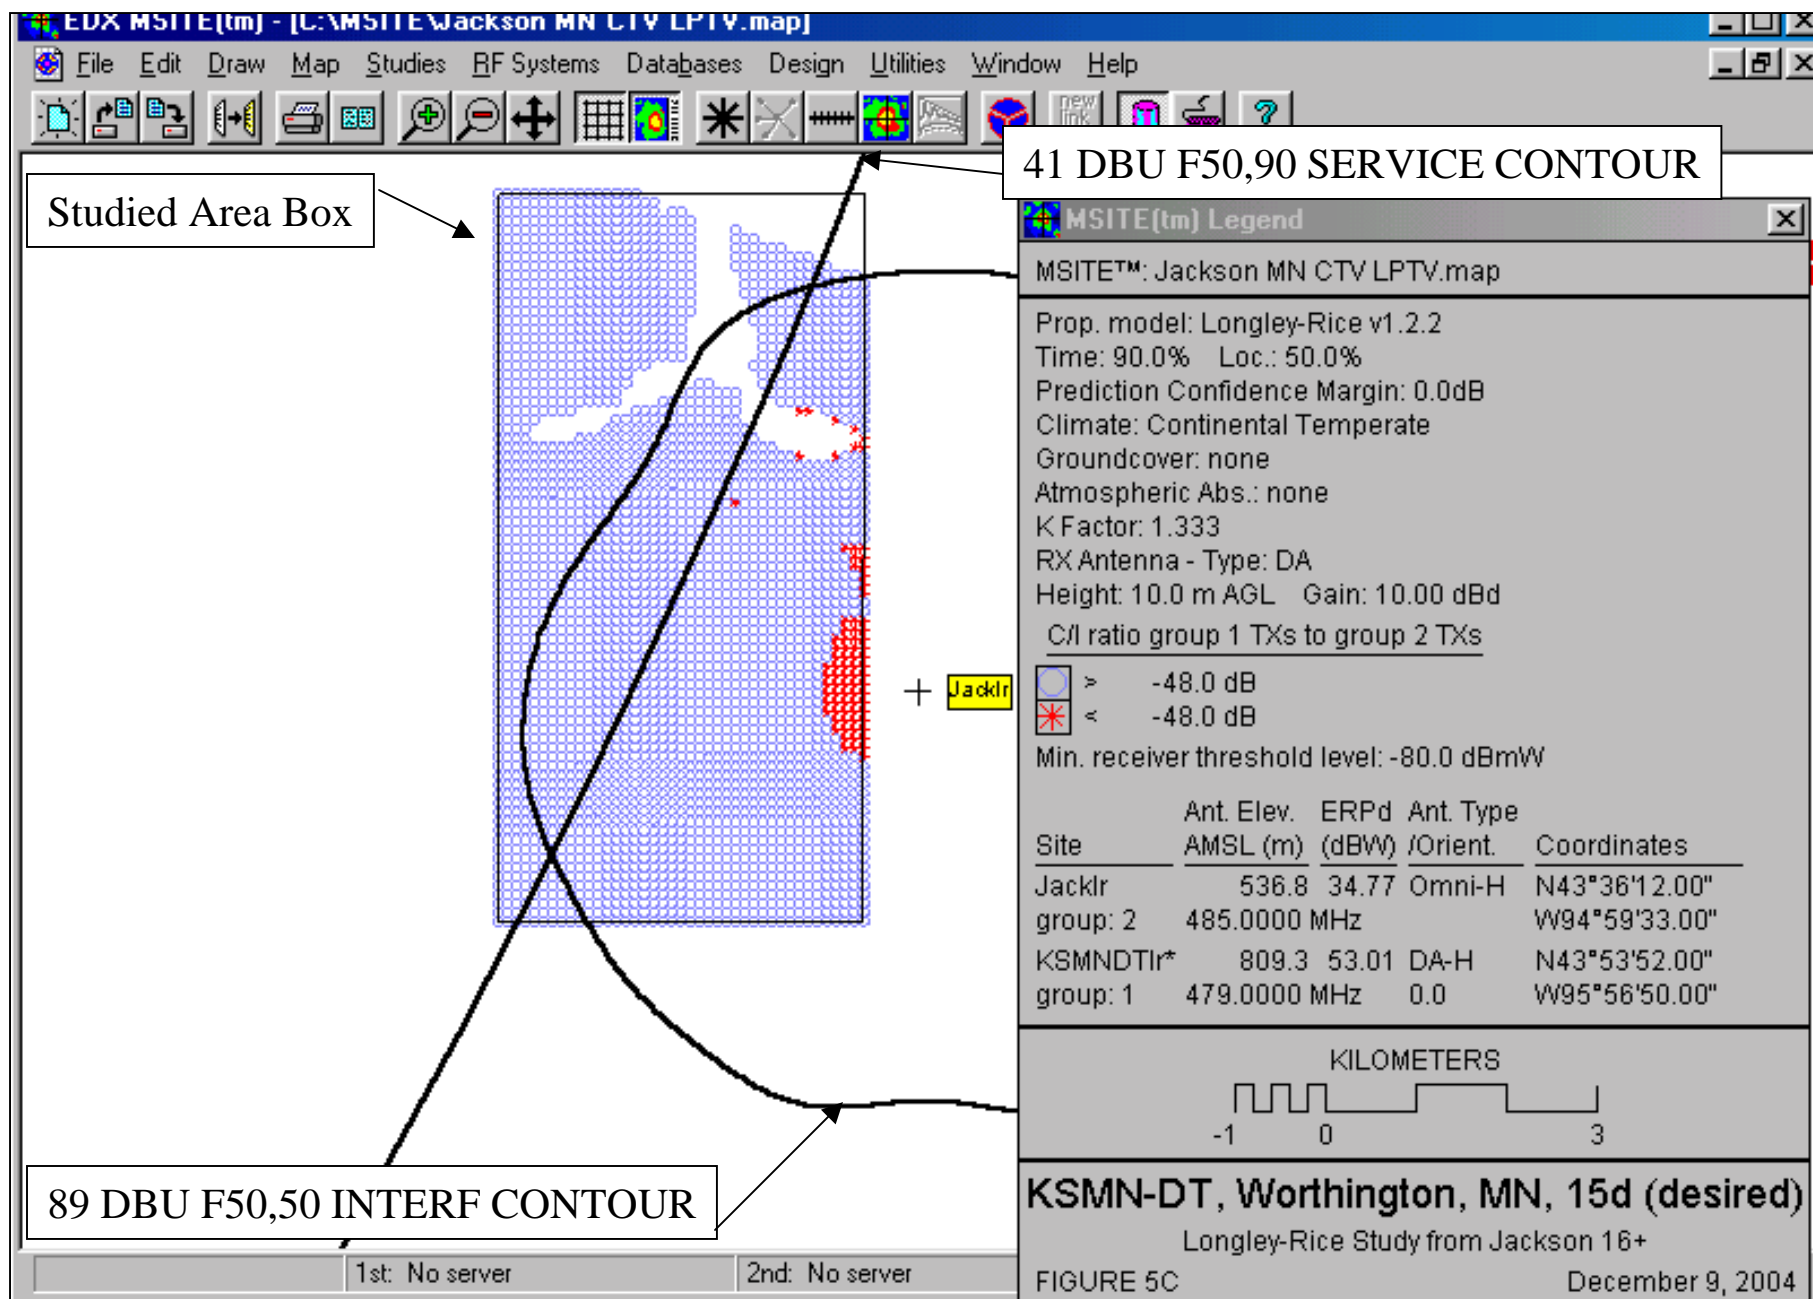 EDX MSITE(tm) - [C:\MSITE\Jackson MN CTV LPTV.map]
File Edit Draw Map Studies RF Systems Databases Design Utilities Window Help
new link
41 DBU F50,90 SERVICE CONTOUR
Studied Area Box
MSITE(tm) Legend
MSITE™: Jackson MN CTV LPTV.map
Prop. model: Longley-Rice v1.2.2
Time: 90.0% Loc.: 50.0%
Prediction Confidence Margin: 0.0dB
Climate: Continental Temperate
Groundcover: none
Atmospheric Abs.: none
K Factor: 1.333
RX Antenna - Type: DA
Height: 10.0 m AGL Gain: 10.00 dBd
C/I ratio group 1 TXs to group 2 TXs
> -48.0 dB
< -48.0 dB
Min. receiver threshold level: -80.0 dBmW
Jacklr
Ant. Elev. ERPd Ant. Type
Site AMSL (m) (dBW) /Orient. Coordinates
Jacklr 536.8 34.77 Omni-H N43°36'12.00"
group: 2 485.0000 MHz W94°59'33.00"
KSMNDTlr* 809.3 53.01 DA-H N43°53'52.00"
group: 1 479.0000 MHz 0.0 W95°56'50.00"
KILOMETERS
-1 0 3
89 DBU F50,50 INTERF CONTOUR
KSMN-DT, Worthington, MN, 15d (desired)
Longley-Rice Study from Jackson 16+
FIGURE 5C December 9, 2004
1st: No server 2nd: No server